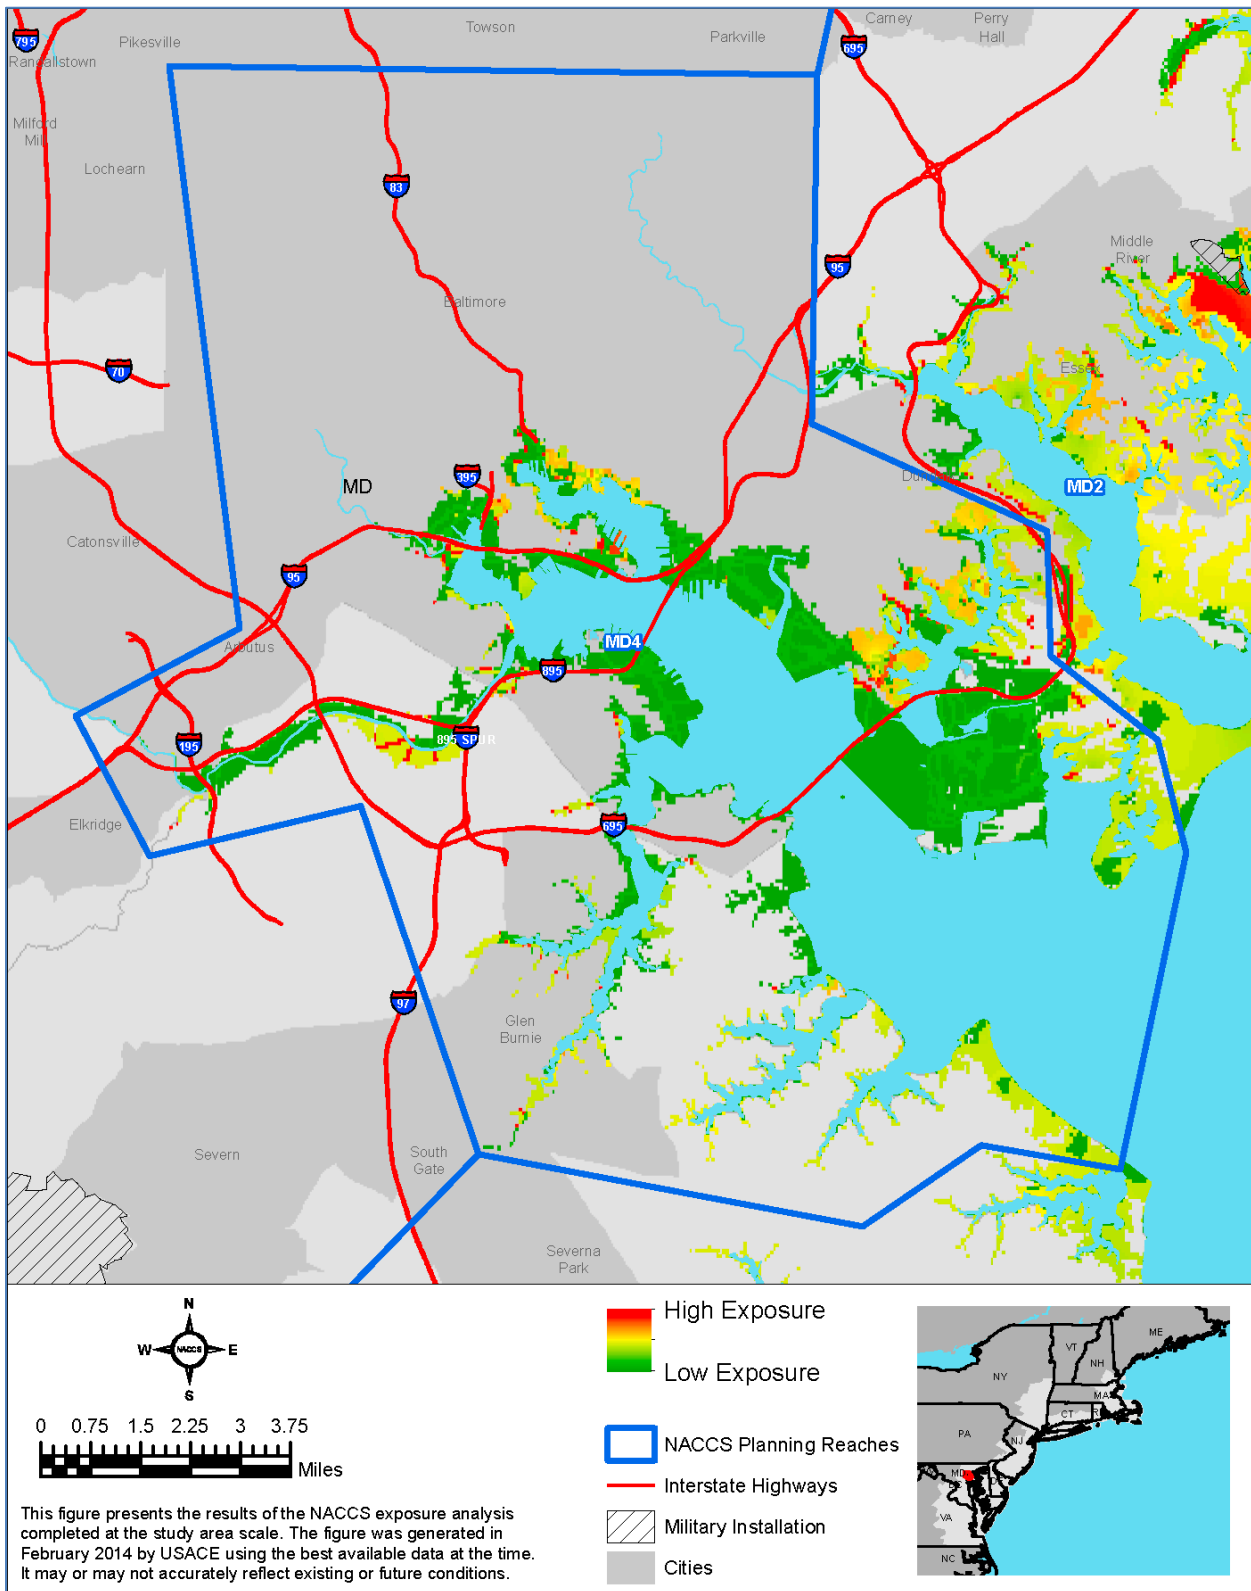 Towson
Carney
Perry
Hall
Pikesville
Parkville
795
695
Randallstown
Milford
Mill
Lochearn
83
Middle
River
95
Baltimore
70
Essex
395
MD
MD2
Catonsville
95
MD4
Arbutus
895
195
895 SPUR
Elkridge
695
97
Glen
Burnie
Severn
South
Gate
Severna
Park
N
W
NACCS
E
S
0 0.75 1.5 2.25 3 3.75
Miles
This figure presents the results of the NACCS exposure analysis
completed at the study area scale. The figure was generated in
February 2014 by USACE using the best available data at the time.
It may or may not accurately reflect existing or future conditions.
High Exposure
Low Exposure
NACCS Planning Reaches
Interstate Highways
Military Installation
Cities
ME
VT
NH
NY
MA
CT
PA
NJ
MD
VA
NC